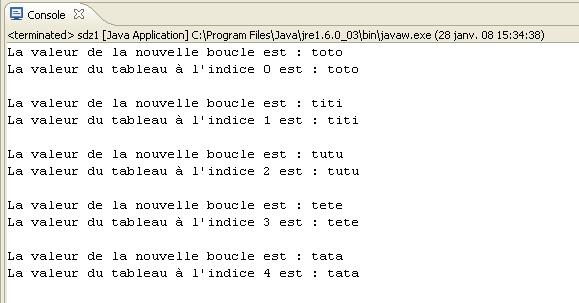 Console
<terminated> sdz1 [Java Application] C:\Program Files\Java\jre1.6.0_03\bin\javaw.exe (28 janv. 08 15:34:38)
La valeur de la nouvelle boucle est : toto
La valeur du tableau à l'indice 0 est : toto
La valeur de la nouvelle boucle est : titi
La valeur du tableau à l'indice 1 est : titi
La valeur de la nouvelle boucle est : tutu
La valeur du tableau à l'indice 2 est : tutu
La valeur de la nouvelle boucle est : tete
La valeur du tableau à l'indice 3 est : tete
La valeur de la nouvelle boucle est : tata
La valeur du tableau à l'indice 4 est : tata